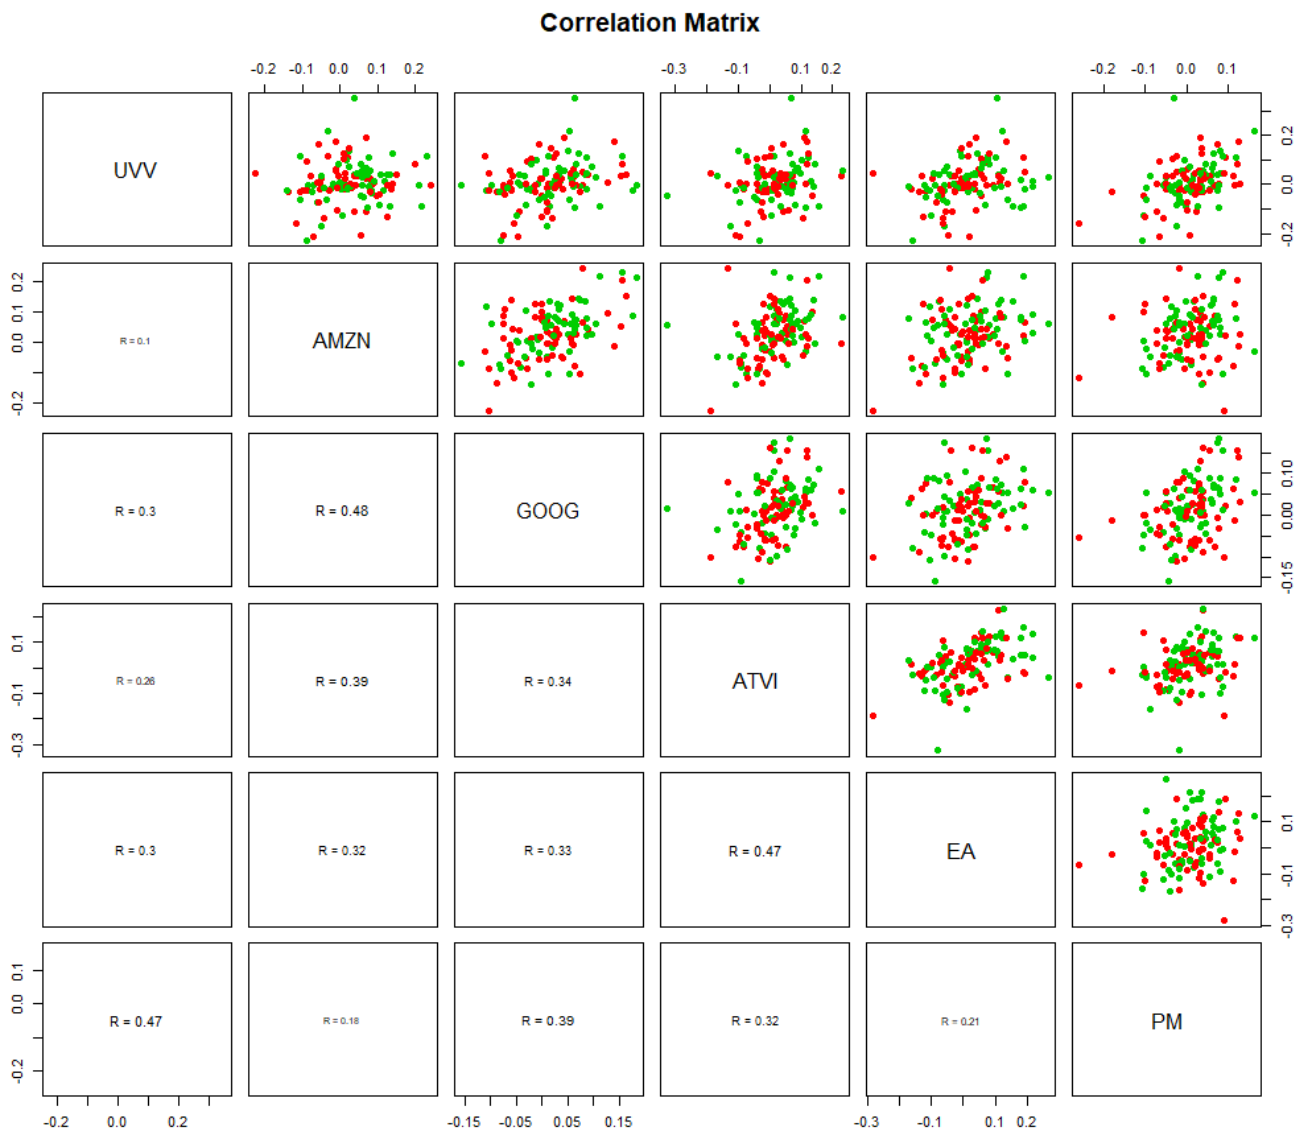 Correlation Matrix
-0.2 -0.1 0.0 0.1 0.2
-0.3 -0.1 0.1 0.2
-0.2 0.0 0.1
UVV
-0.2 0.0 0.2
0.2 0.1 0.0 -0.2
R = 0.1
AMZN
R = 0.3
R = 0.48
GOOG
0.10 0.00 -0.15
0.1 -0.1 -0.3
R = 0.26
R = 0.39
R = 0.34
ATVI
R = 0.3
R = 0.32
R = 0.33
R = 0.47
EA
0.1 -0.1 -0.3
0.1 0.0 -0.2
R = 0.47
R = 0.18
R = 0.39
R = 0.32
R = 0.21
PM
-0.2 0.0 0.2
-0.15 -0.05 0.05 0.15
-0.3 -0.1 0.1 0.2